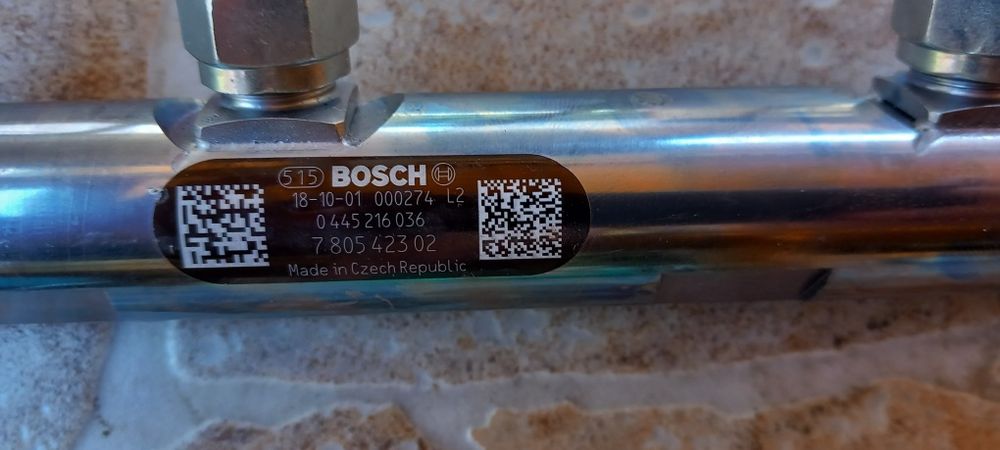 515 BOSCH
18-10-01 000274 L2
0 445 216 036
7 805 423 02
Made in Czech Republic